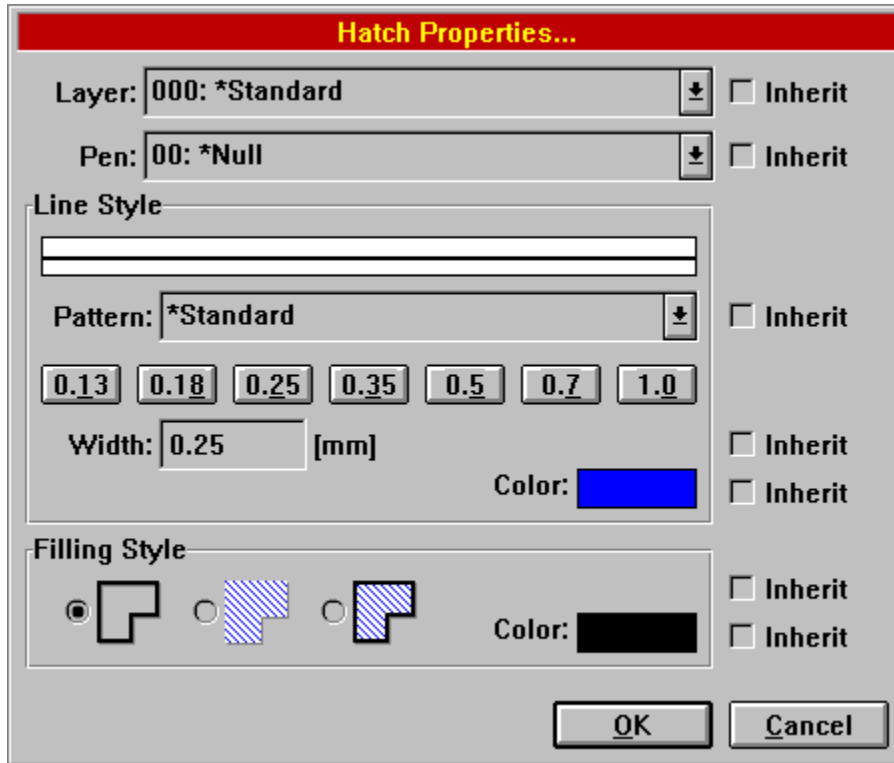 Hatch Properties...
Layer: 000: *Standard Inherit
Pen: 00: *Null Inherit
Line Style
Pattern: *Standard Inherit
0.13 0.18 0.25 0.35 0.5 0.7 1.0
Width: 0.25 [mm] Inherit
Color: Inherit
Filling Style
Inherit
Color: Inherit
OK Cancel